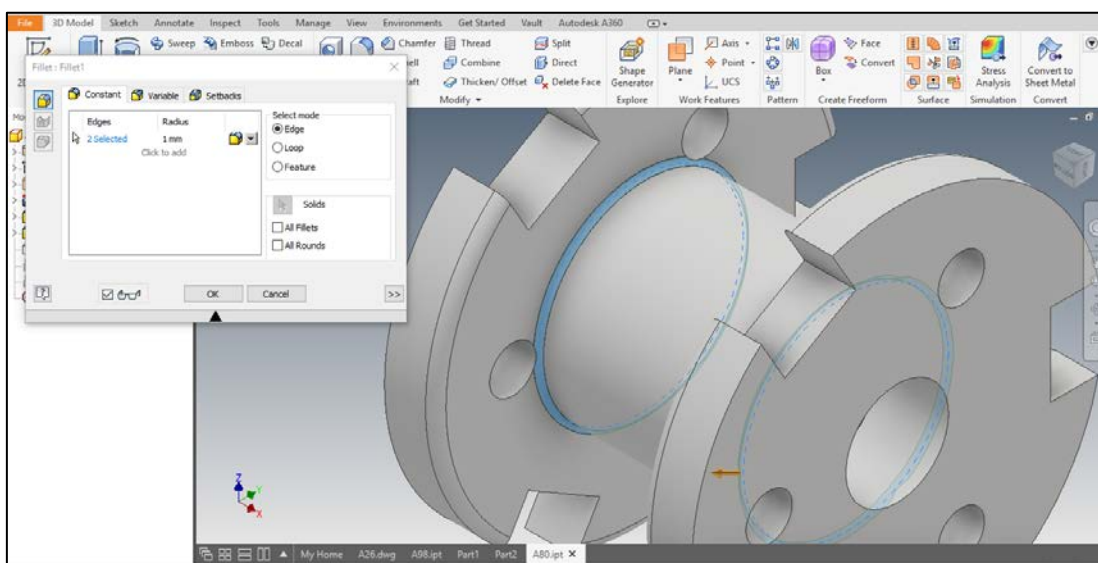 File 3D Model Sketch Annotate Inspect Tools Manage View Environments Get Started Vault Autodesk A360
Sweep Emboss Decal Chamfer Thread Split Axis Face
Combine Direct Point Convert
Thicken/ Offset Delete Face UCS
Shape Generator Plane Box Stress Analysis Convert to Sheet Metal
Modify Explore Work Features Pattern Create Freeform Surface Simulation Convert
Fillet : Fillet1
Constant Variable Setbacks
Edges Radius
2 Selected 1 mm
Click to add
Select mode
Edge
Loop
Feature
Solids
All Fillets
All Rounds
OK Cancel >>
Z
Y
X
My Home A26.dwg A98.ipt Part1 Part2 A80.ipt